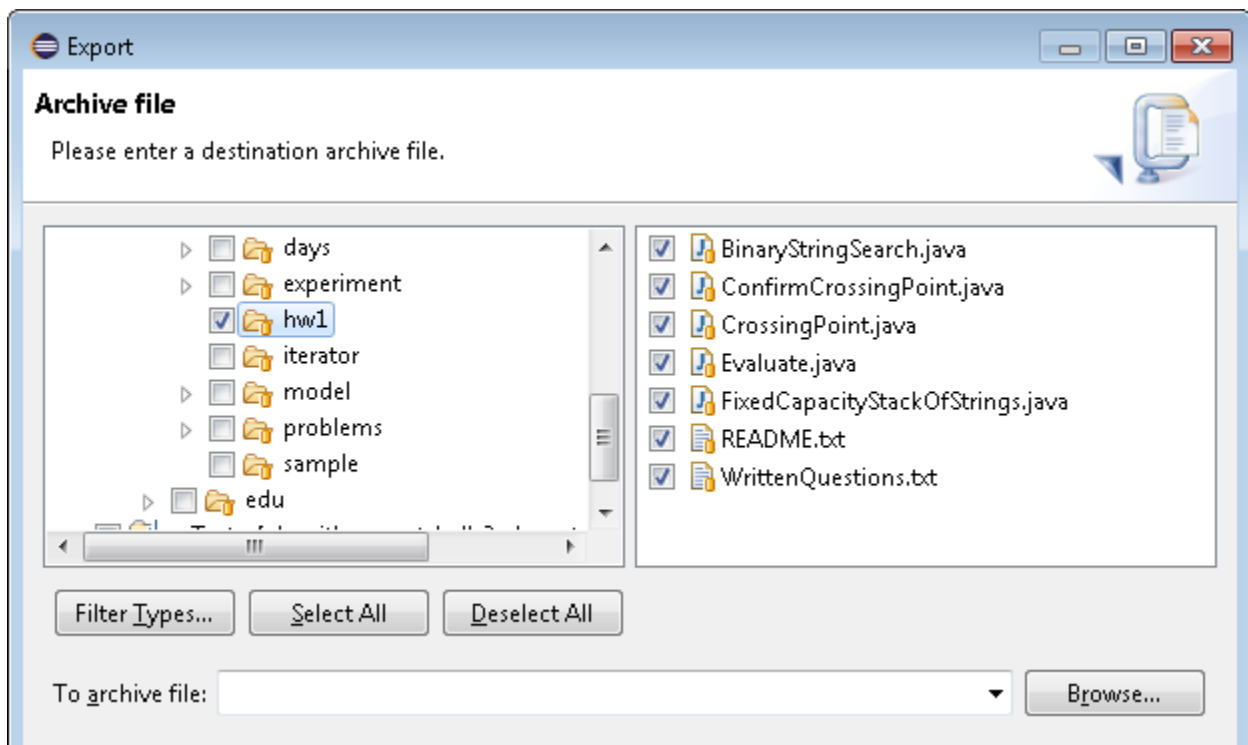 Export
Archive file
Please enter a destination archive file.
days
experiment
hw1
iterator
model
problems
sample
edu
BinaryStringSearch.java
ConfirmCrossingPoint.java
CrossingPoint.java
Evaluate.java
FixedCapacityStackOfStrings.java
README.txt
WrittenQuestions.txt
Filter Types...
Select All
Deselect All
To archive file:
Browse...